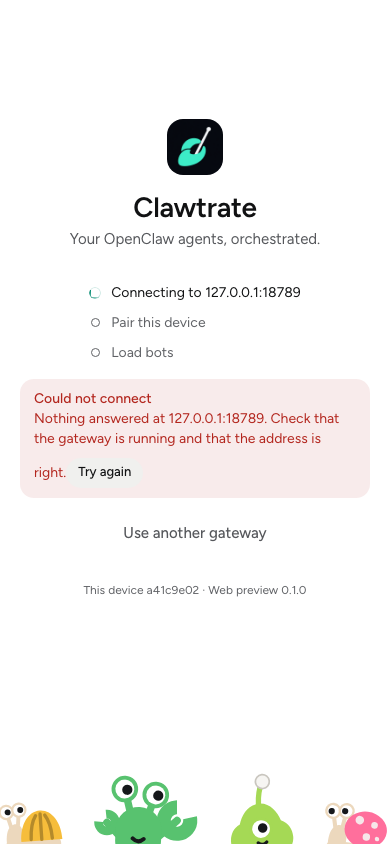 Clawtrate
Your OpenClaw agents, orchestrated.
Connecting to 127.0.0.1:18789
Pair this device
Load bots
Could not connect
Nothing answered at 127.0.0.1:18789. Check that
the gateway is running and that the address is
right. Try again
Use another gateway
This device a41c9e02 · Web preview 0.1.0